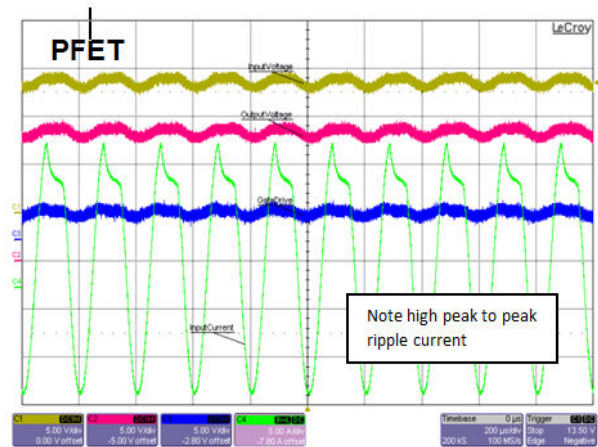 LeCroy
PFET
InputVoltage
OutputVoltage
GateDrive
InputCurrent
Note high peak to peak
ripple current
C1
C2
C4
5.00 V/div
0.00 V offset
5.00 V/div
-5.00 V offset
5.00 V/div
-2.80 V offset
5.00 A/div
-7.80 A offset
Timebase 0 µs
200 µs/div
200 kS 100 MS/s
Trigger C1 DC
Stop 13.50 V
Edge Negative